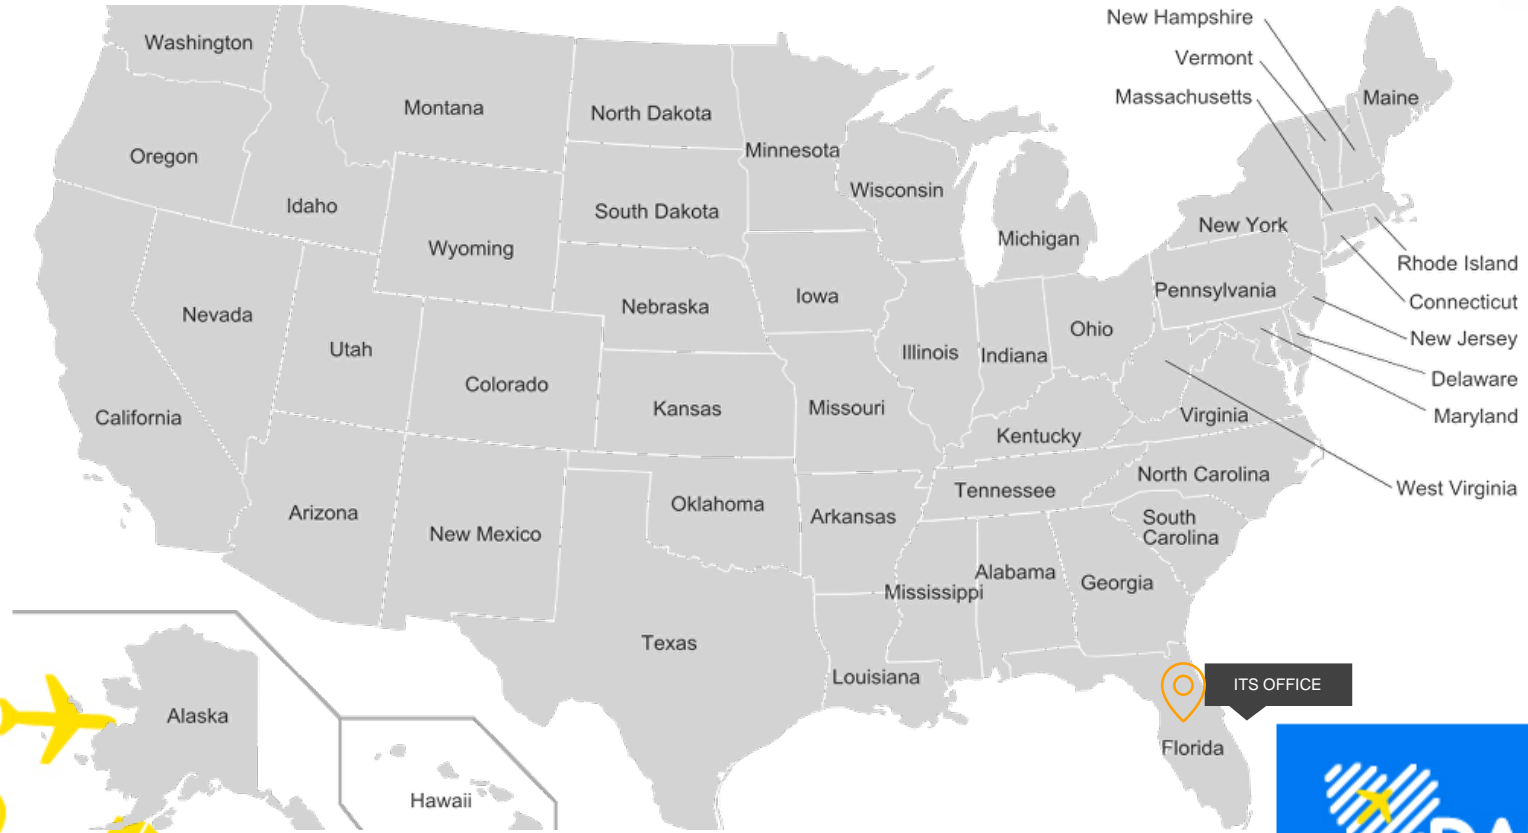 New Hampshire
Washington
Vermont
Massachusetts
Maine
Montana
North Dakota
Minnesota
Oregon
Wisconsin
Idaho
South Dakota
New York
Michigan
Wyoming
Rhode Island
Pennsylvania
Iowa
Connecticut
Nebraska
Nevada
Ohio
New Jersey
Utah
Illinois
Indiana
Delaware
Colorado
Kansas
Missouri
Virginia
Maryland
California
Kentucky
North Carolina
West Virginia
Tennessee
Oklahoma
Arizona
Arkansas
South
Carolina
New Mexico
Alabama
Georgia
Mississippi
Texas
Louisiana
ITS OFFICE
Alaska
Florida
Hawaii